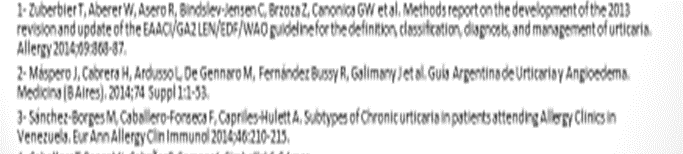 1- Zuberbier T, Aberer W, Asero R, Bindslev-Jensen C, Brzoza Z, Canonica GW et al. Methods report on the development of the 2013
revision and update of the EAACI/GA2 LEN/EDF/WAO guideline for the definition, classification, diagnosis, and management of urticaria.
Allergy 2014;69:868-87.
2- Máspero J, Cabrera H, Ardusso L, De Gennaro M, Fernández Bussy R, Galimany J et al. Guía Argentina de Urticaria y Angioedema.
Medicina (B Aires). 2014;74 Suppl 1:1-53.
3- Sánchez-Borges M, Caballero-Fonseca F, Capriles-Hulett A. Subtypes of Chronic urticaria in patients attending Allergy Clinics in
Venezuela. Eur Ann Allergy Clin Immunol 2014;46:210-215.